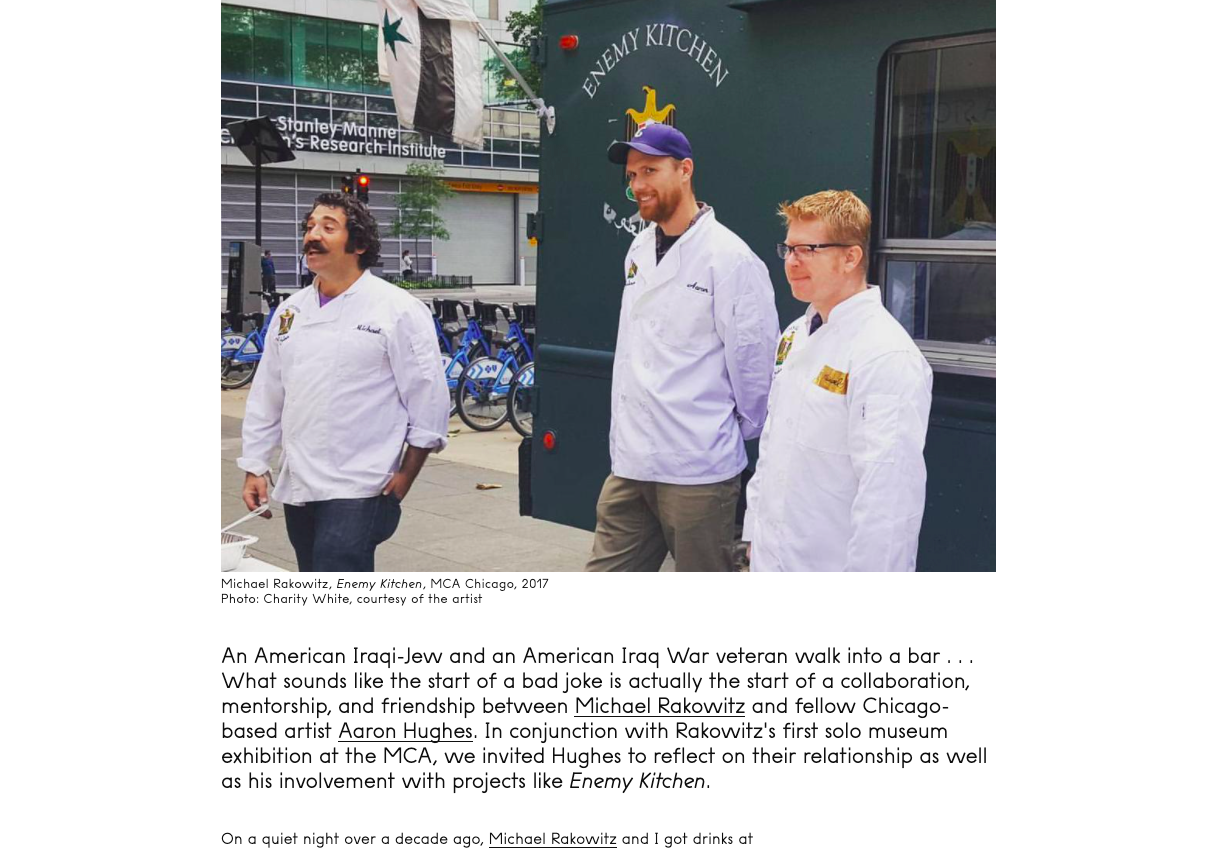 ENEMY KITCHEN
Stanley Manne
n's Research Institute
Michael
Aaron
Michael Rakowitz, Enemy Kitchen, MCA Chicago, 2017
Photo: Charity White, courtesy of the artist
An American Iraqi-Jew and an American Iraq War veteran walk into a bar . . .
What sounds like the start of a bad joke is actually the start of a collaboration,
mentorship, and friendship between Michael Rakowitz and fellow Chicago-
based artist Aaron Hughes. In conjunction with Rakowitz's first solo museum
exhibition at the MCA, we invited Hughes to reflect on their relationship as well
as his involvement with projects like Enemy Kitchen.
On a quiet night over a decade ago, Michael Rakowitz and I got drinks at